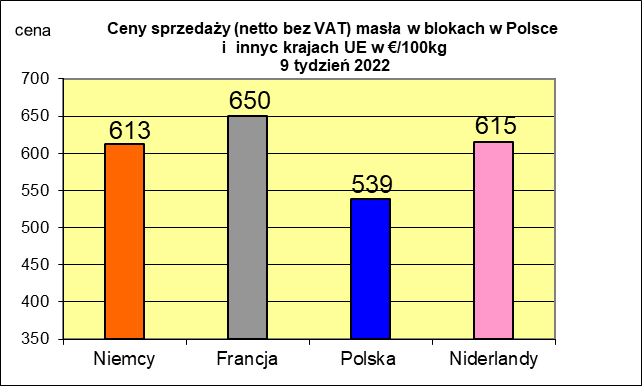 cena
Ceny sprzedaży (netto bez VAT) masła w blokach w Polsce
i innyc krajach UE w €/100kg
9 tydzień 2022
700
650
600
550
500
450
400
350
613
650
539
615
Niemcy
Francja
Polska
Niderlandy